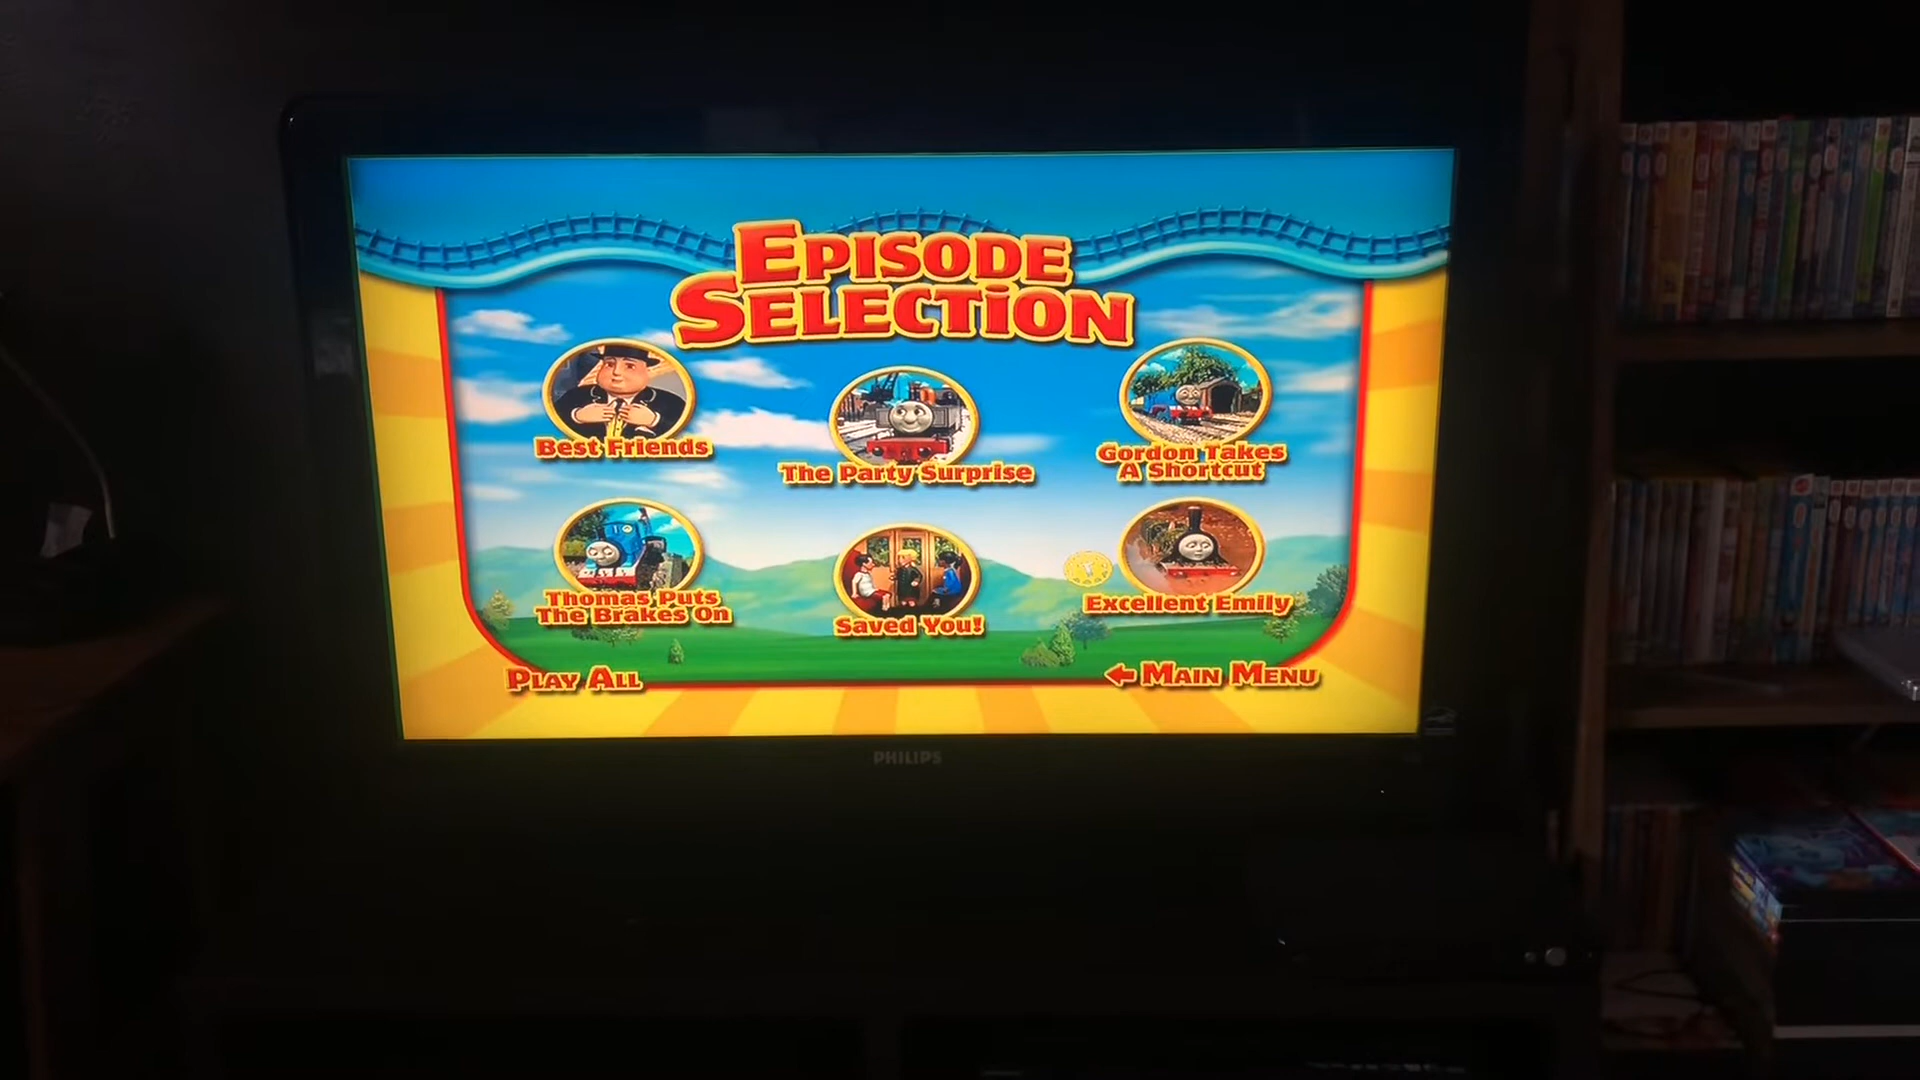 EPISODE
SELECTION
Best Friends
The Party Surprise
Gordon Takes
A Shortcut
Thomas Puts
The Brakes On
Saved You!
Excellent Emily
PLAY ALL
MAIN MENU
PHILIPS